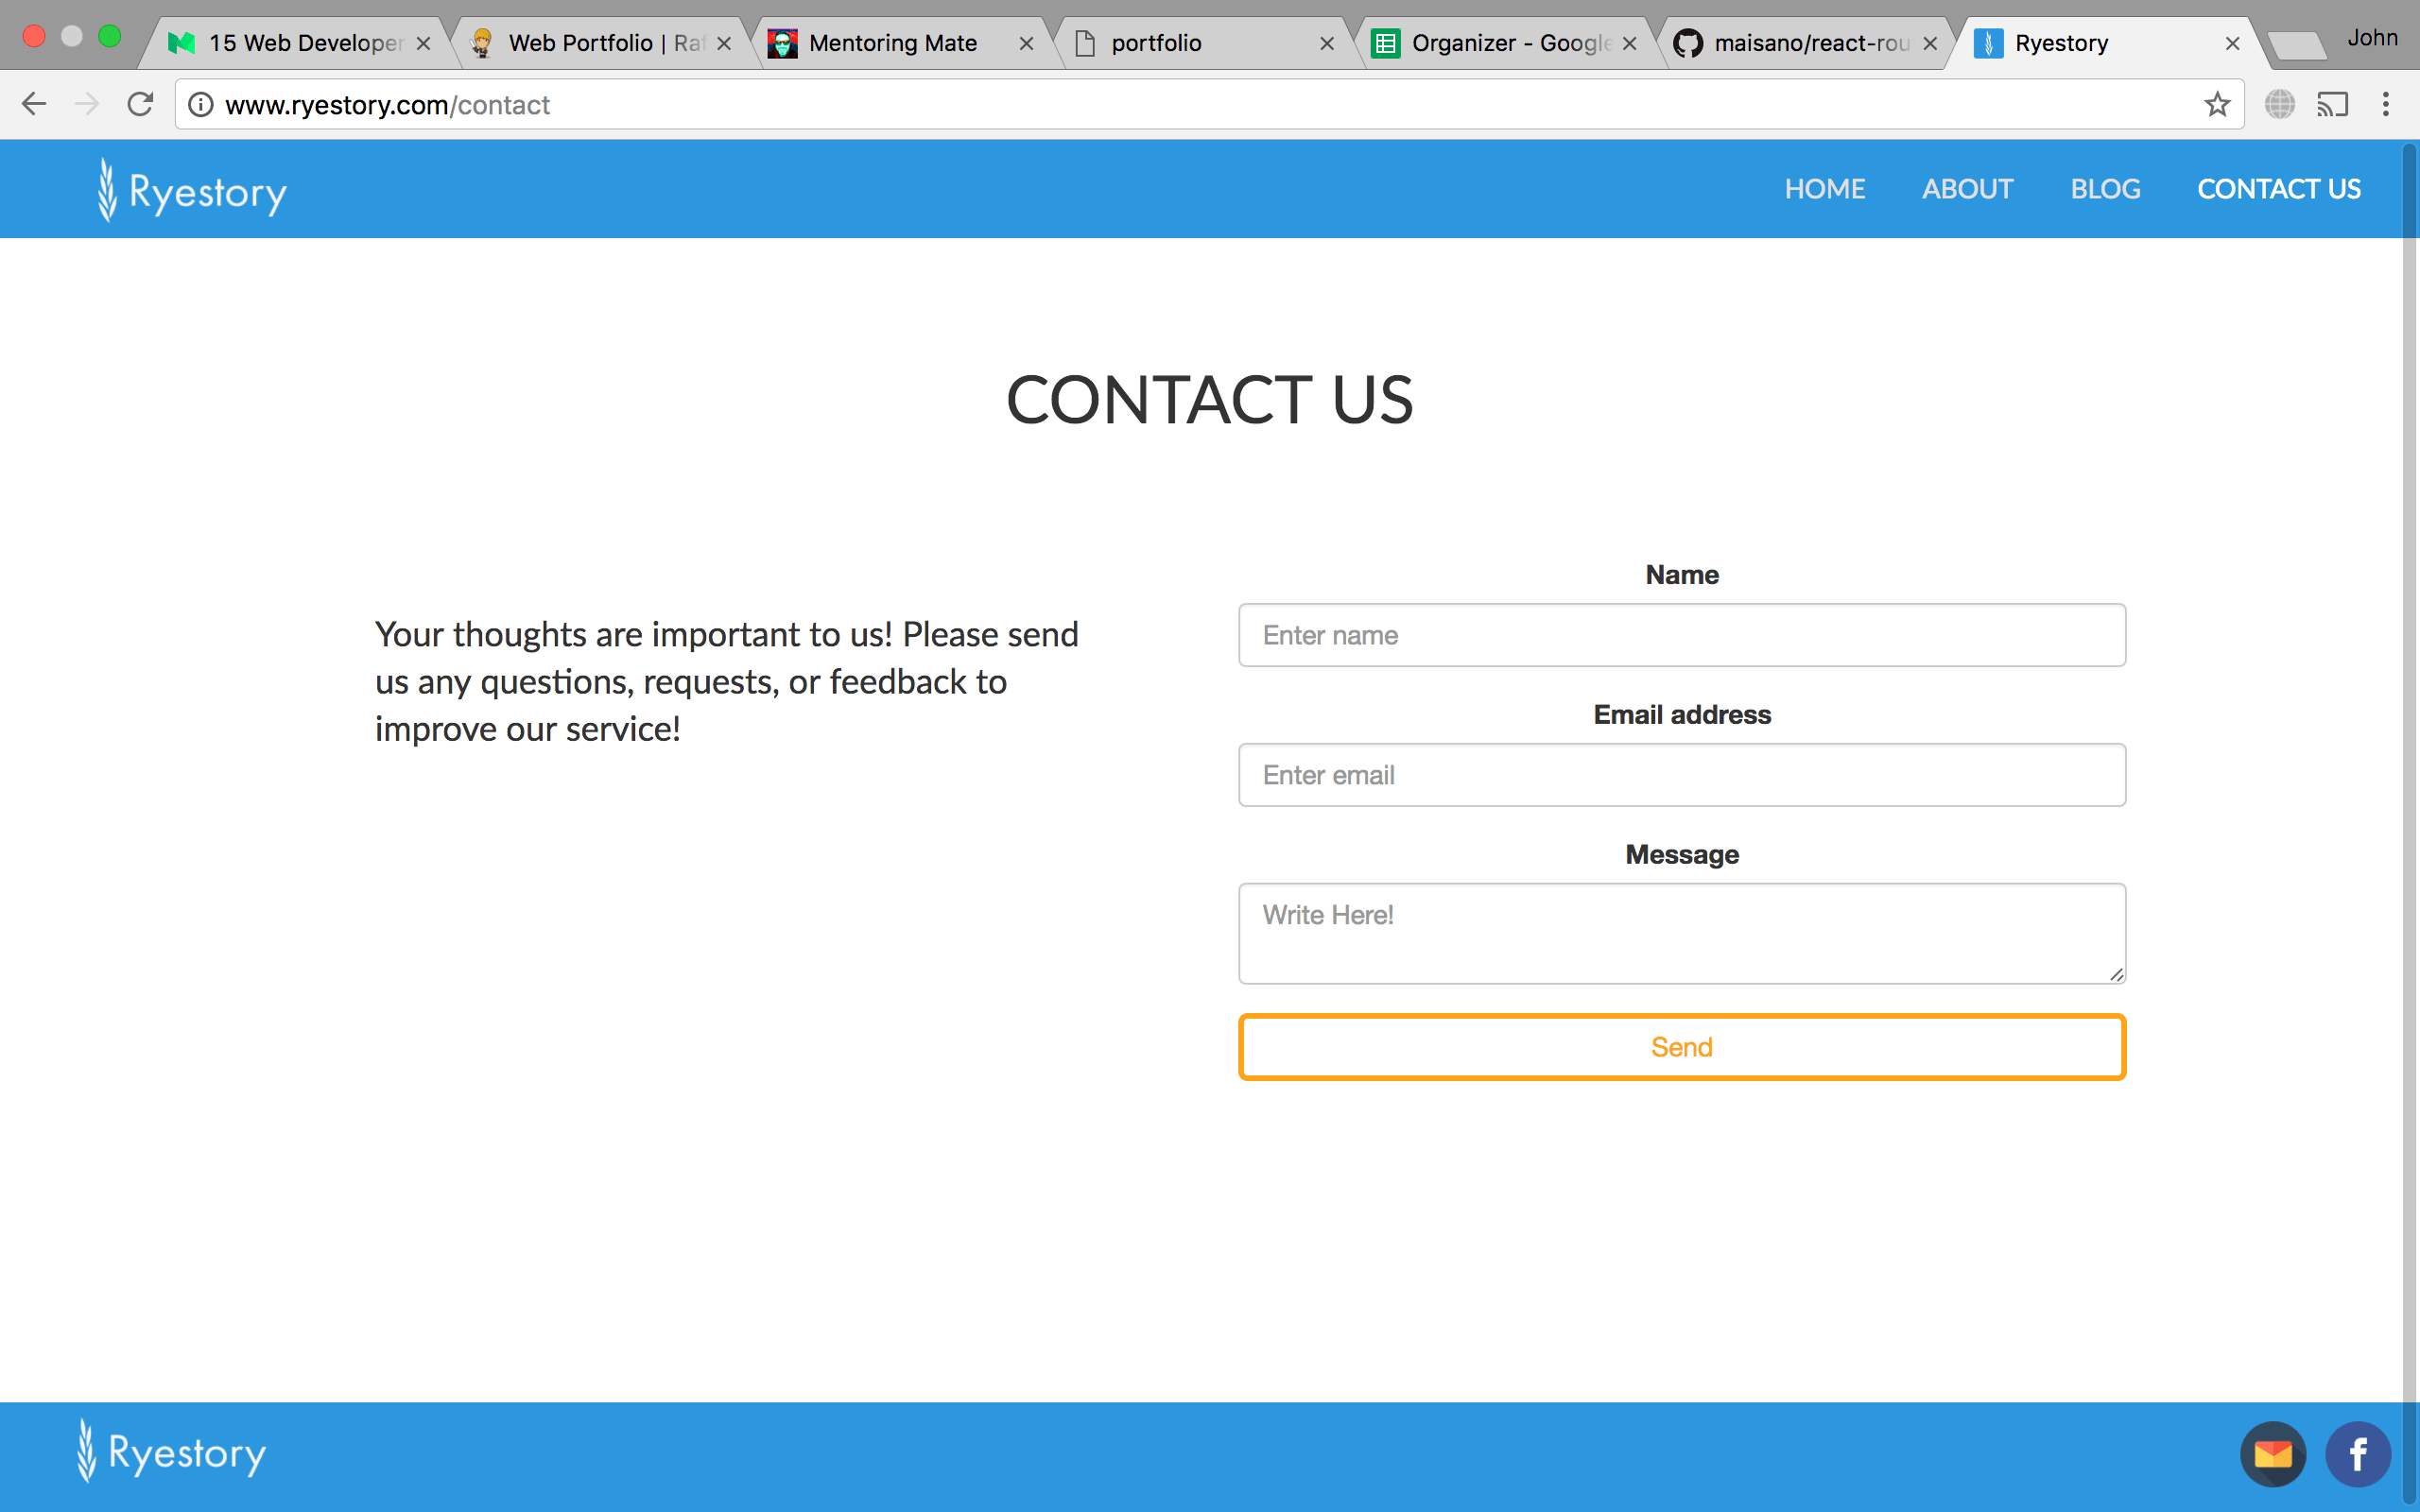 15 Web Developer
Web Portfolio | Raf
Mentoring Mate
portfolio
Organizer - Google
maisano/react-rou
Ryestory
John
www.ryestory.com/contact
Ryestory
HOME
ABOUT
BLOG
CONTACT US
CONTACT US
Your thoughts are important to us! Please send
us any questions, requests, or feedback to
improve our service!
Name
Enter name
Email address
Enter email
Message
Write Here!
Send
Ryestory
f